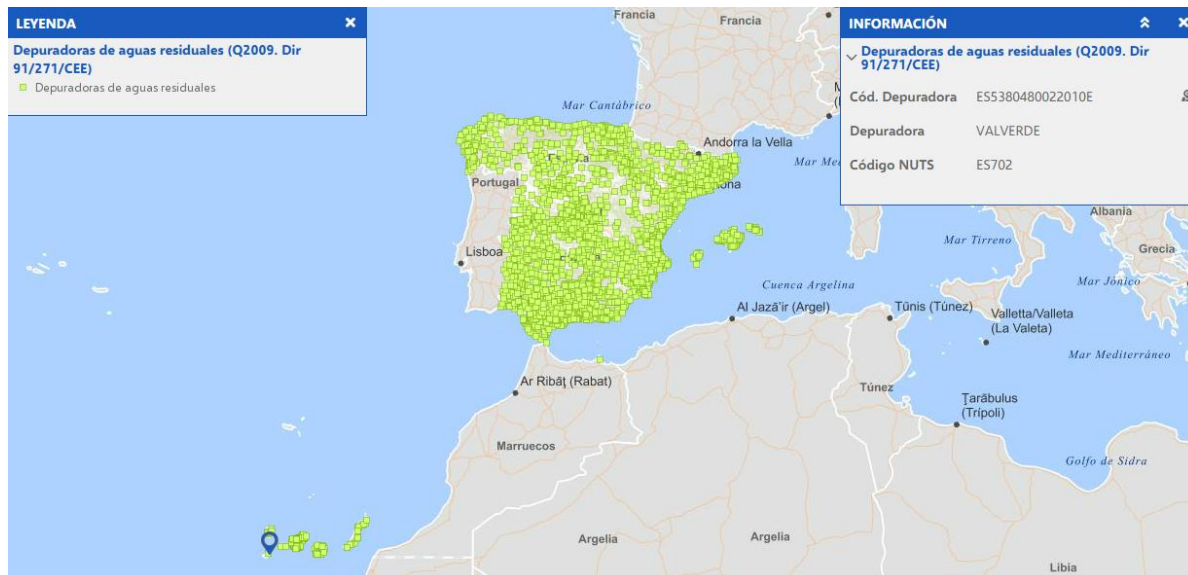 LEYENDA
Depuradoras de aguas residuales (Q2009. Dir
91/271/CEE)
Depuradoras de aguas residuales
INFORMACIÓN
Depuradoras de aguas residuales (Q2009. Dir
91/271/CEE)
Cód. Depuradora ES5380480022010E
Depuradora VALVERDE
Código NUTS ES702
Francia
Francia
Mar Cantábrico
Andorra la Vella
Portugal
Lisboa
Albania
Mar Tirreno
Grecia
Cuenca Argelina
Mar Jónico
Al Jazā'ir (Argel)
Tūnis (Túnez)
Valletta/Valleta
(La Valeta)
Mar Mediterráneo
Ar Ribāţ (Rabat)
Túnez
Ţarābulus
(Trípoli)
Marruecos
Golfo de Sidra
Argelia
Argelia
Libia